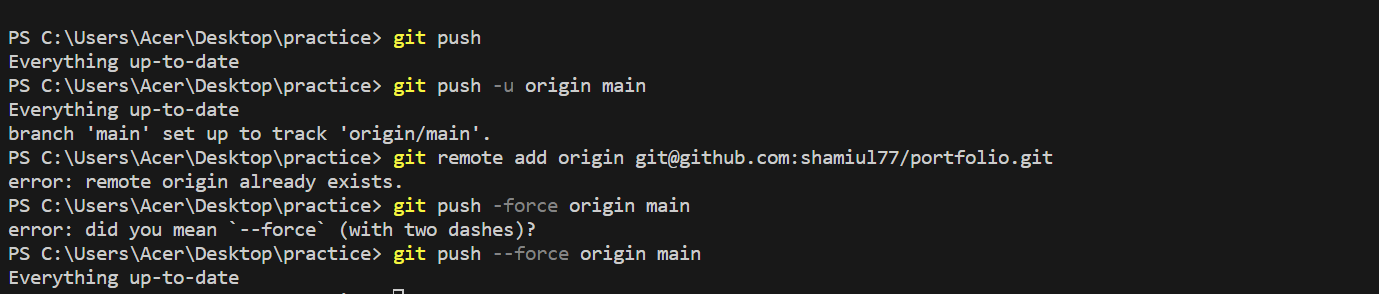 PS C:\Users\Acer\Desktop\practice> git push
Everything up-to-date
PS C:\Users\Acer\Desktop\practice> git push -u origin main
Everything up-to-date
branch 'main' set up to track 'origin/main'.
PS C:\Users\Acer\Desktop\practice> git remote add origin git@github.com:shamiul77/portfolio.git
error: remote origin already exists.
PS C:\Users\Acer\Desktop\practice> git push -force origin main
error: did you mean `--force` (with two dashes)?
PS C:\Users\Acer\Desktop\practice> git push --force origin main
Everything up-to-date